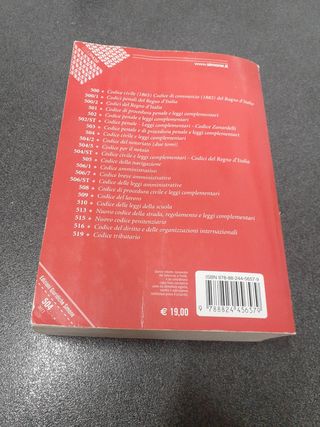 www.simone.it
500 • Codice civile (1865) Codice di commercio (1882) del Regno d'Italia
500/1 • Codici penali del Regno d'Italia
500/2 • Codici del Regno d'Italia
501 • Codice di procedura penale e leggi complementari
502 • Codice penale e leggi complementari
502/ST • Codice penale - Leggi complementari - Codice Zanardelli
503 • Codice penale e di procedura penale e leggi complementari
504 • Codice civile e leggi complementari
504/2 • Codice del notariato (due tomi)
504/5 • Codice per il notaio
504/ST • Codice civile e leggi complementari - Codici del Regno d'Italia
505 • Codice della navigazione
506/1 • Codice amministrativo
506/7 • Codice breve amministrativo
506/ST • Codice delle leggi amministrative
508 • Codice di procedura civile e leggi complementari
509 • Codice del lavoro
510 • Codice delle leggi della scuola
513 • Nuovo codice della strada, regolamento e leggi complementari
515 • Nuovo codice penitenziario
516 • Codice del diritto e delle organizzazioni internazionali
519 • Codice tributario
Edizioni Giuridiche Simone
504
€ 19,00
ISBN 978-88-244-5657-9
9 788824 456579